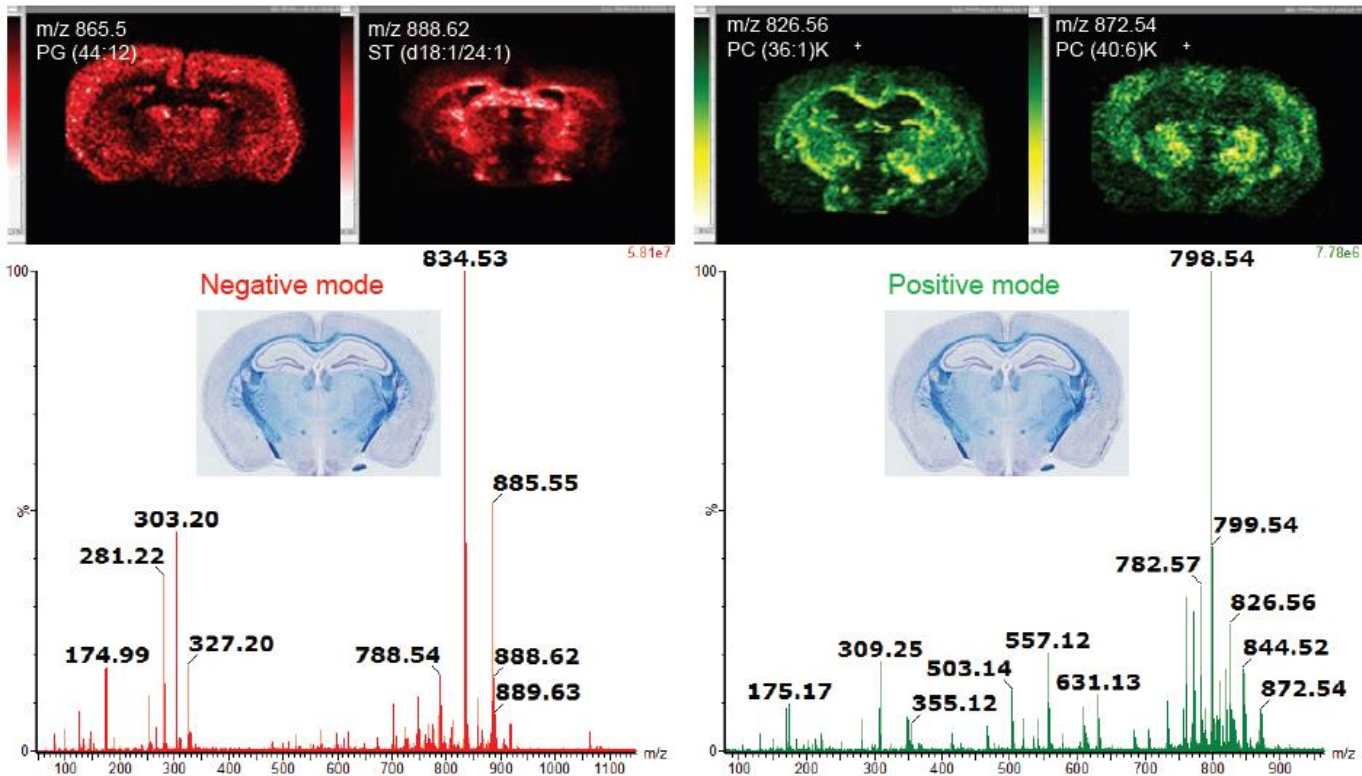 m/z 865.5
PG (44:12)
m/z 888.62
ST (d18:1/24:1)
m/z 826.56
PC (36:1)K +
m/z 872.54
PC (40:6)K +
5.81e7
834.53
100
Negative mode
885.55
%
303.20
281.22
327.20
174.99
788.54
888.62
889.63
0
100 200 300 400 500 600 700 800 900 1000 1100 m/z
7.78e6
798.54
100
Positive mode
%
799.54
782.57
826.56
309.25
557.12
844.52
503.14
175.17
355.12
631.13
872.54
0
100 200 300 400 500 600 700 800 900 m/z